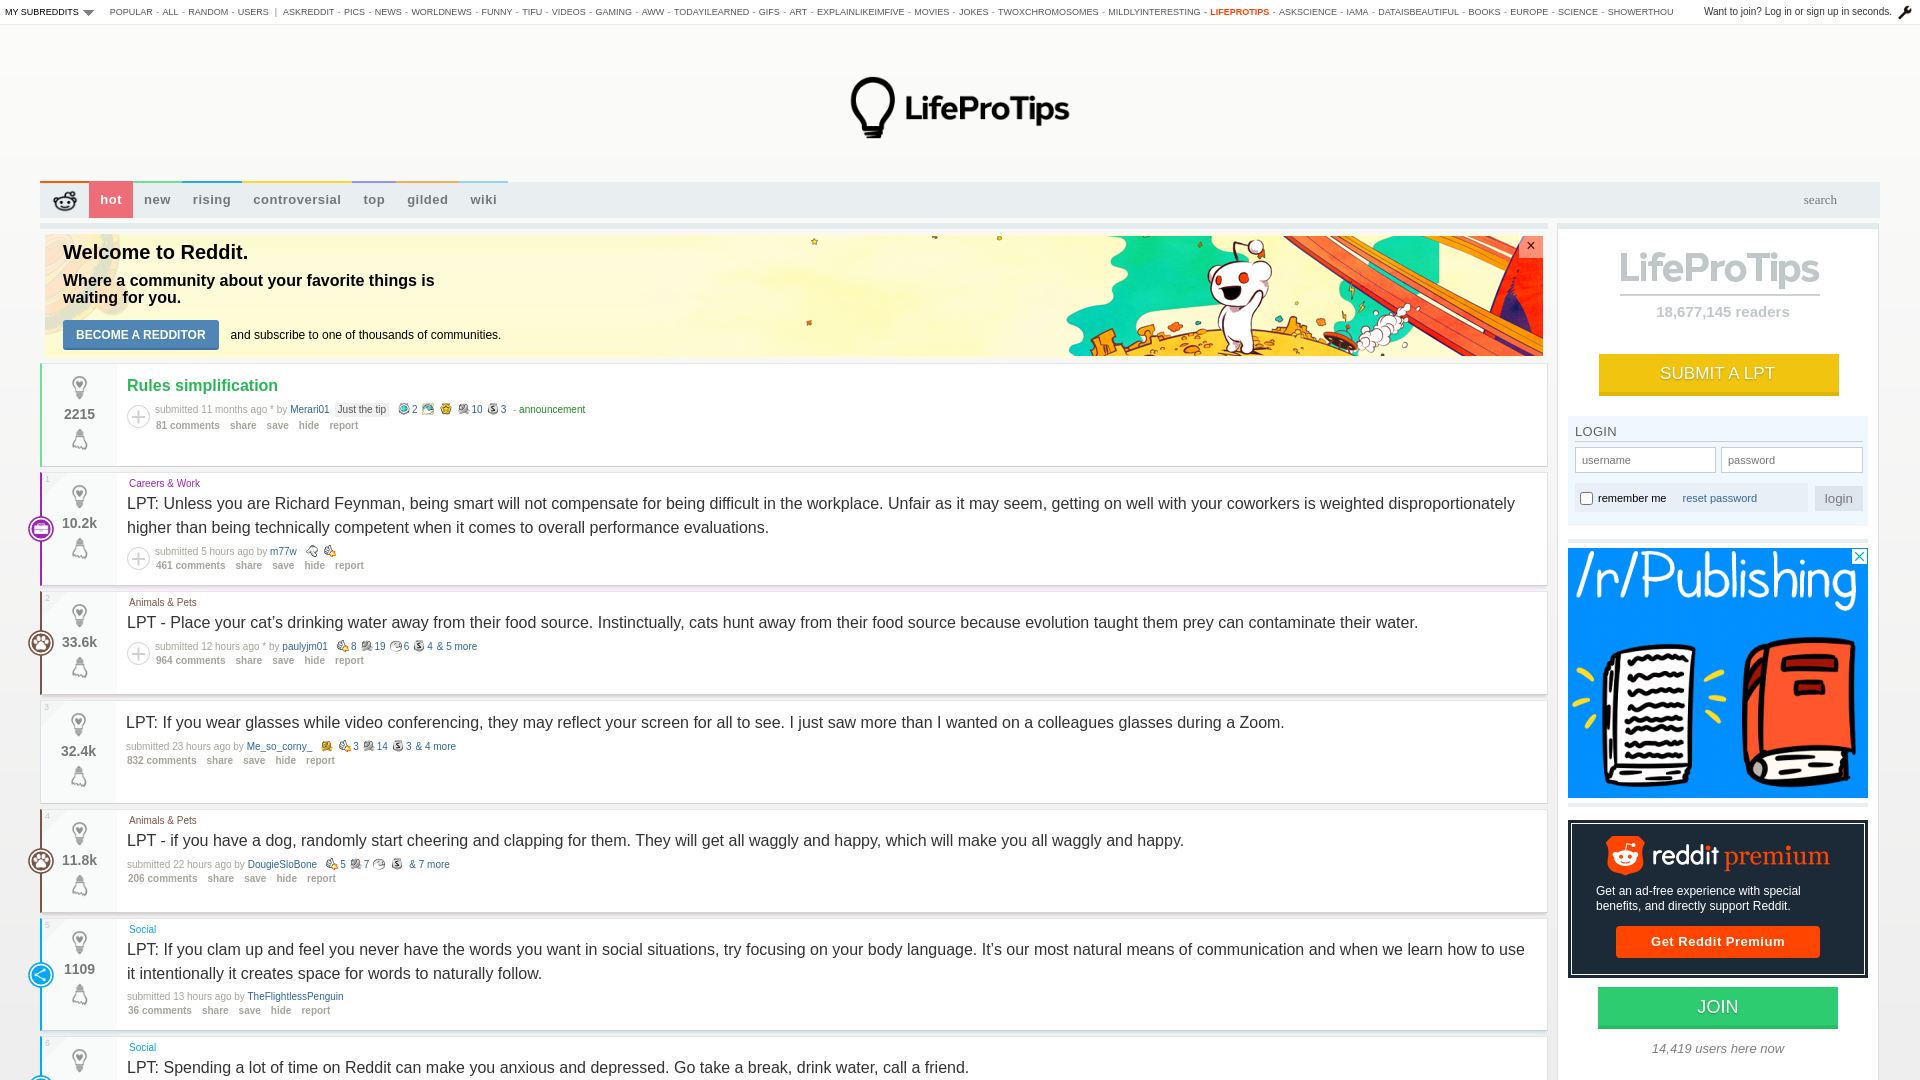 MY SUBREDDITS
POPULAR - ALL - RANDOM - USERS | ASKREDDIT - PICS - NEWS - WORLDNEWS - FUNNY - TIFU - VIDEOS - GAMING - AWW - TODAYILEARNED - GIFS - ART - EXPLAINLIKEIMFIVE - MOVIES - JOKES - TWOXCHROMOSOMES - MILDLYINTERESTING - LIFEPROTIPS - ASKSCIENCE - IAMA - DATAISBEAUTIFUL - BOOKS - EUROPE - SCIENCE - SHOWERTHOU
Want to join? Log in or sign up in seconds.
LifeProTips
hot new rising controversial top gilded wiki
search
Welcome to Reddit.
Where a community about your favorite things is
waiting for you.
BECOME A REDDITOR and subscribe to one of thousands of communities.
×
Rules simplification
2215
submitted 11 months ago * by Merari01 Just the tip 2 10 3 - announcement
81 comments share save hide report
1
Careers & Work
LPT: Unless you are Richard Feynman, being smart will not compensate for being difficult in the workplace. Unfair as it may seem, getting on well with your coworkers is weighted disproportionately
higher than being technically competent when it comes to overall performance evaluations.
10.2k
submitted 5 hours ago by m77w
461 comments share save hide report
2
Animals & Pets
LPT - Place your cat’s drinking water away from their food source. Instinctually, cats hunt away from their food source because evolution taught them prey can contaminate their water.
33.6k
submitted 12 hours ago * by paulyjm01 8 19 6 4 & 5 more
964 comments share save hide report
3
LPT: If you wear glasses while video conferencing, they may reflect your screen for all to see. I just saw more than I wanted on a colleagues glasses during a Zoom.
32.4k
submitted 23 hours ago by Me_so_corny_ 3 14 3 & 4 more
832 comments share save hide report
4
Animals & Pets
LPT - if you have a dog, randomly start cheering and clapping for them. They will get all waggly and happy, which will make you all waggly and happy.
11.8k
submitted 22 hours ago by DougieSloBone 5 7 & 7 more
206 comments share save hide report
5
Social
LPT: If you clam up and feel you never have the words you want in social situations, try focusing on your body language. It’s our most natural means of communication and when we learn how to use
it intentionally it creates space for words to naturally follow.
1109
submitted 13 hours ago by TheFlightlessPenguin
36 comments share save hide report
6
Social
LPT: Spending a lot of time on Reddit can make you anxious and depressed. Go take a break, drink water, call a friend.
LifeProTips
18,677,145 readers
SUBMIT A LPT
LOGIN
username password
remember me reset password login
/r/Publishing
reddit premium
Get an ad-free experience with special
benefits, and directly support Reddit.
Get Reddit Premium
JOIN
14,419 users here now